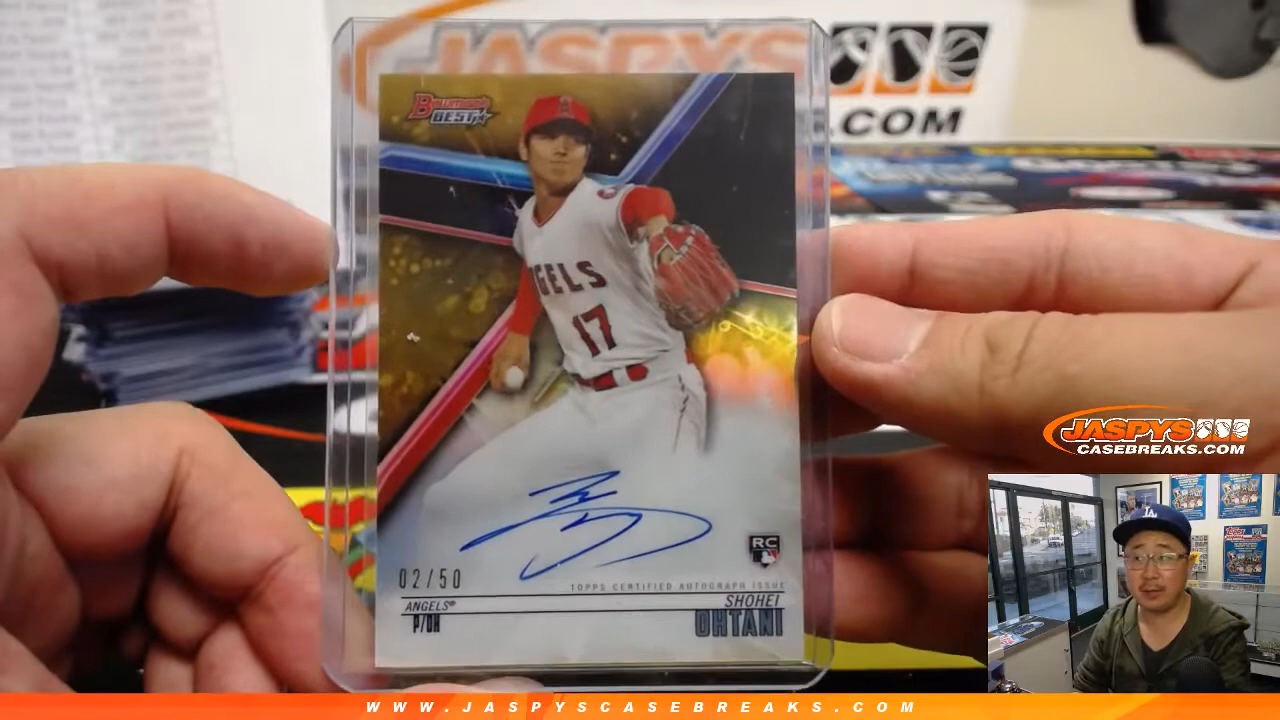 JASPYS
.COM
BOWMAN'S
BEST
ANGELS
17
RC
02/50
TOPPS CERTIFIED AUTOGRAPH ISSUE
ANGELS®
P/DH
SHOHEI
OHTANI
JASPYS
CASEBREAKS.COM
LA
WWW.JASPYSCASEBREAKS.COM